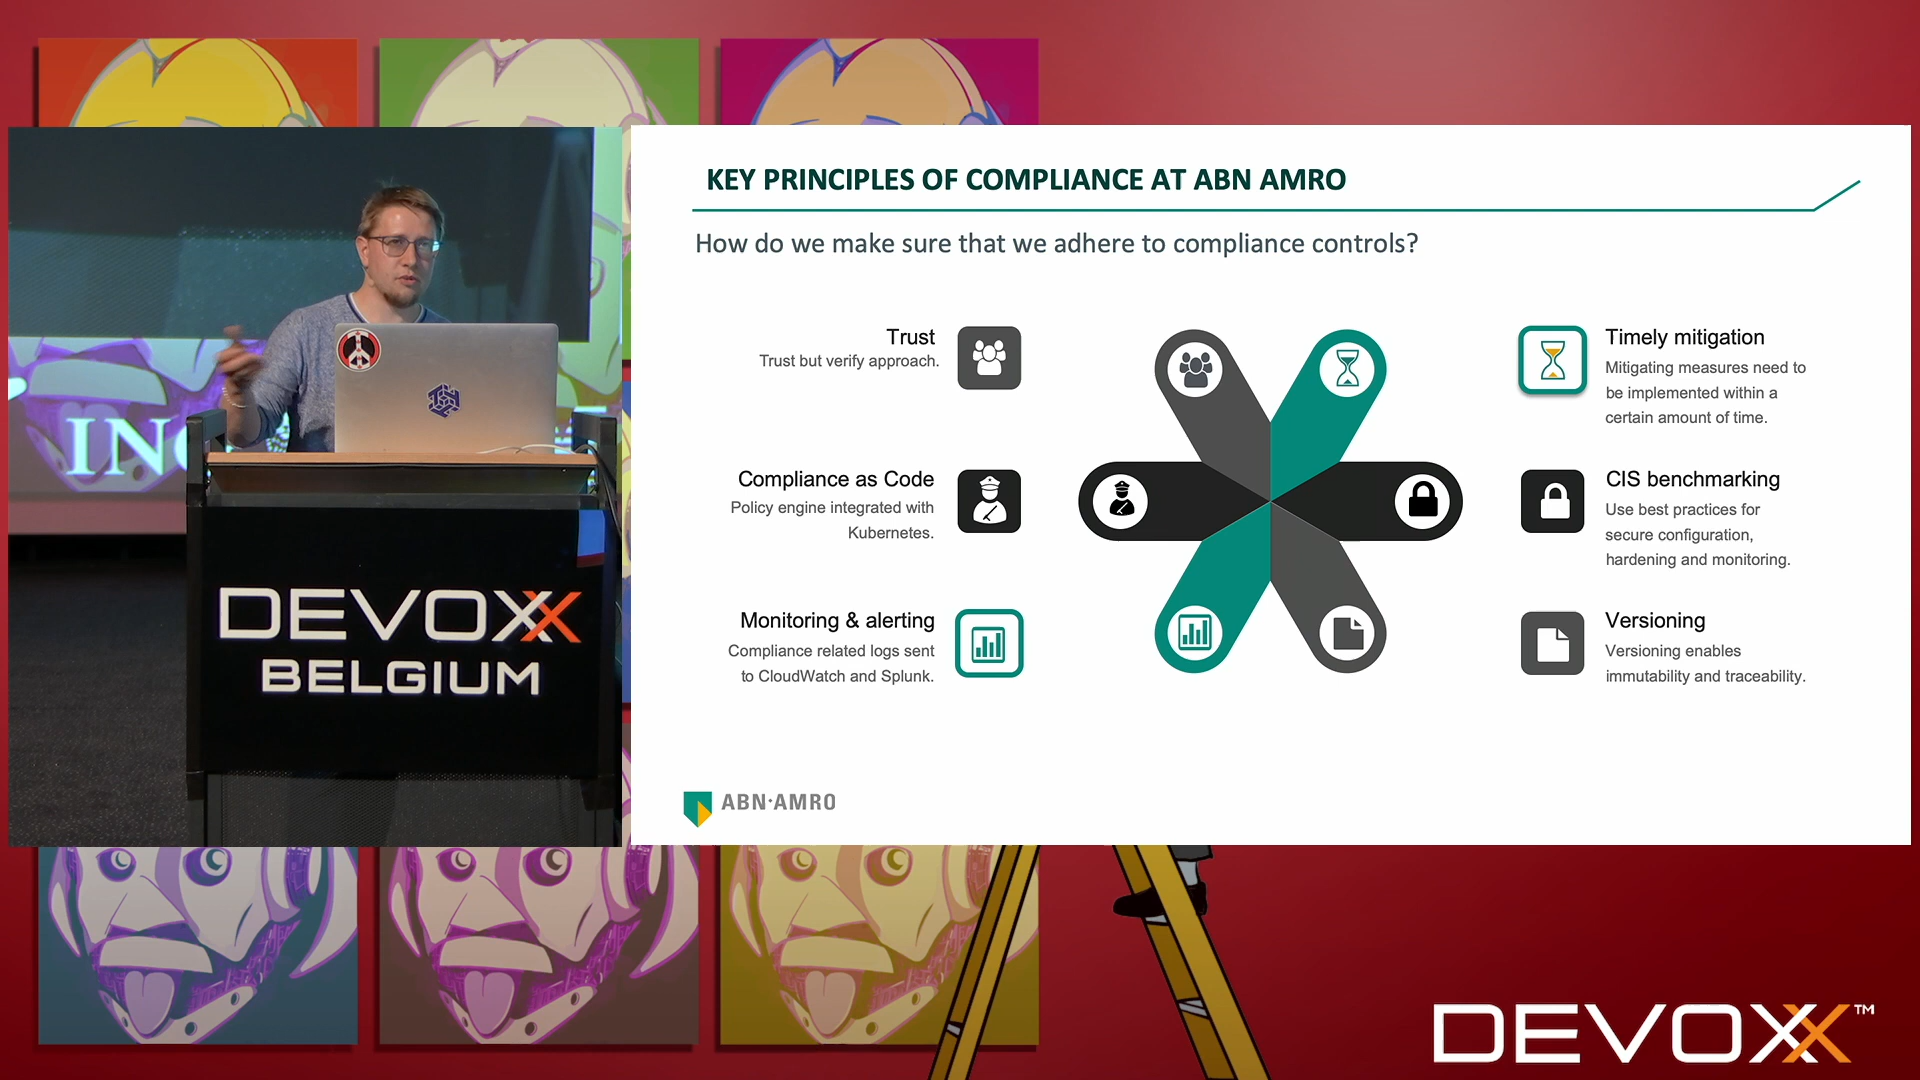 KEY PRINCIPLES OF COMPLIANCE AT ABN AMRO
How do we make sure that we adhere to compliance controls?
Trust
Trust but verify approach.
Compliance as Code
Policy engine integrated with
Kubernetes.
Monitoring & alerting
Compliance related logs sent
to CloudWatch and Splunk.
Timely mitigation
Mitigating measures need to
be implemented within a
certain amount of time.
CIS benchmarking
Use best practices for
secure configuration,
hardening and monitoring.
Versioning
Versioning enables
immutability and traceability.
ABN·AMRO
IN
DEVOXX
BELGIUM
DEVOXX™